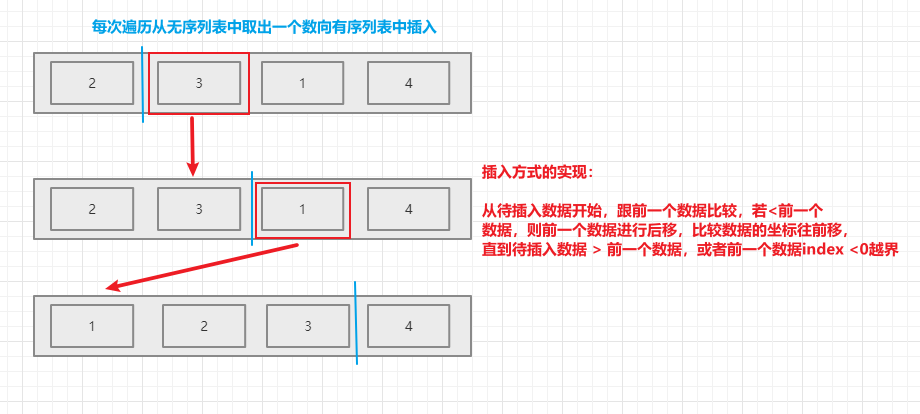 每次遍历从无序列表中取出一个数向有序列表中插入
2 3 1 4
2 3 1 4
插入方式的实现：
从待插入数据开始，跟前一个数据比较，若<前一个
数据，则前一个数据进行后移，比较数据的坐标往前移，
直到待插入数据 > 前一个数据，或者前一个数据index <0越界
1 2 3 4